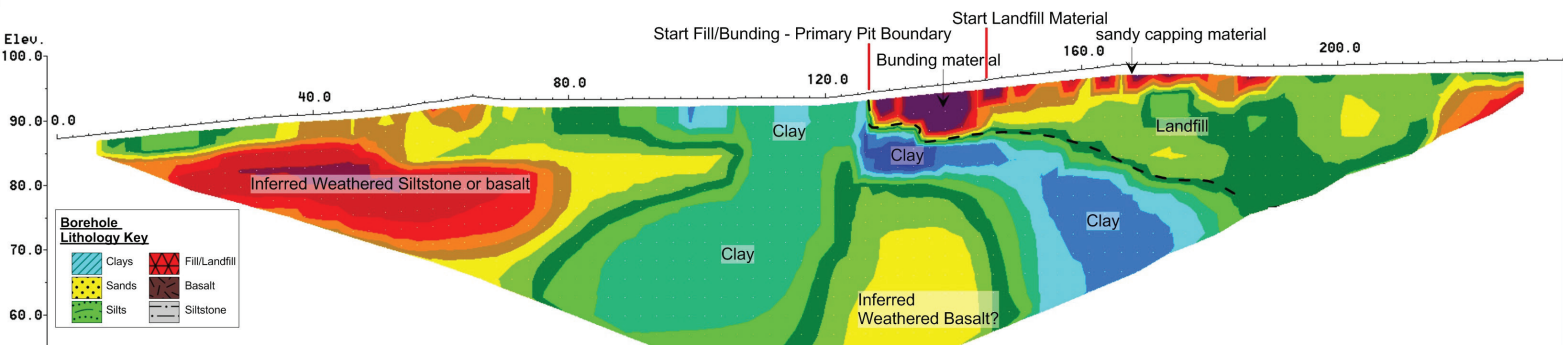 Start Landfill Material
Start Fill/Bunding - Primary Pit Boundary
sandy capping material
Elev.
160.0
200.0
100.0
Bunding material
80.0
120.0
40.0
90.0
0.0
Clay
Landfill
Clay
80.0
Inferred Weathered Siltstone or basalt
Borehole
Lithology Key
Clay
70.0
Clay
Clays
Fill/Landfill
Sands
Basalt
Inferred
Weathered Basalt?
60.0
Silts
Siltstone